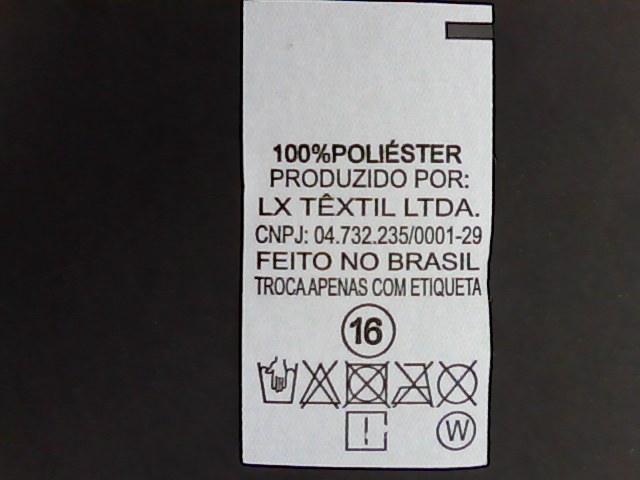 100%POLIÉSTER
PRODUZIDO POR:
LX TÊXTIL LTDA.
CNPJ: 04.732.235/0001-29
FEITO NO BRASIL
TROCA APENAS COM ETIQUETA
16
W